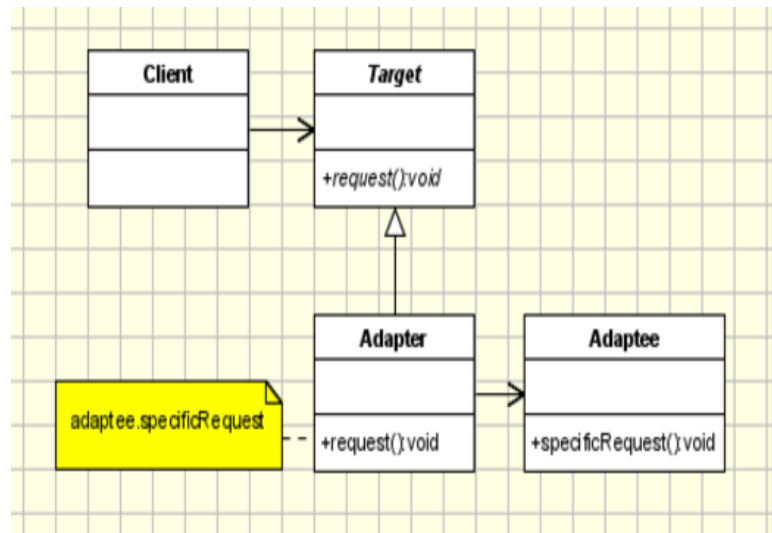 Client
Target
+request():void
Adapter
+request():void
Adaptee
+specificRequest():void
adaptee.specificRequest